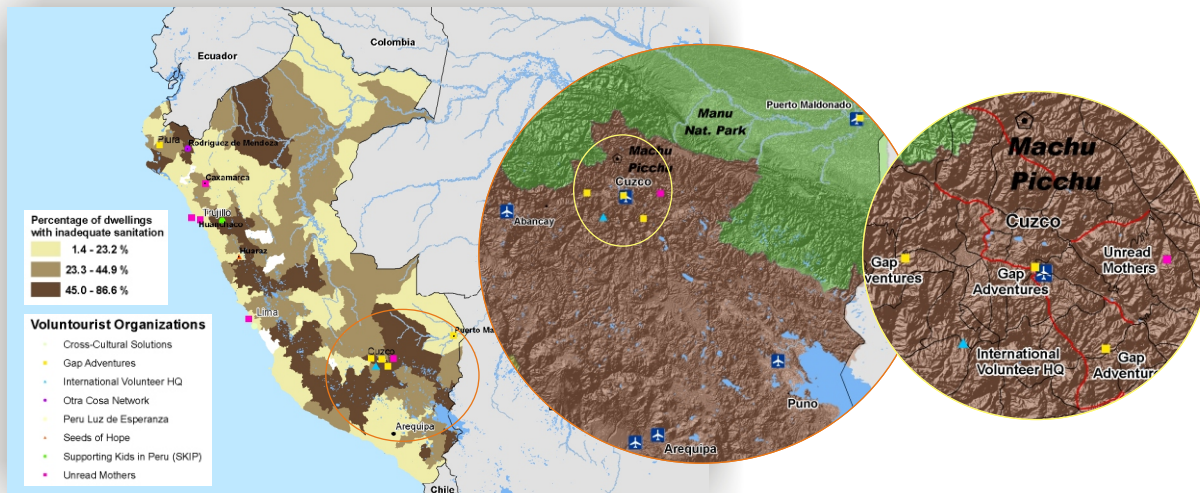 Colombia
Ecuador
Piura
Rodriguez de Mendoza
Caxamarca
Trujillo
Huanchaco
Huaraz
Lima
Cuzco
Puerto Ma
Arequipa
Chile
Percentage of dwellings
with inadequate sanitation
1.4 - 23.2 %
23.3 - 44.9 %
45.0 - 86.6 %
Voluntourist Organizations
Cross-Cultural Solutions
Gap Adventures
International Volunteer HQ
Otra Cosa Network
Peru Luz de Esperanza
Seeds of Hope
Supporting Kids in Peru (SKIP)
Unread Mothers
Puerto Maldonado
Manu
Nat. Park
Machu
Picchu
Cuzco
Abancay
Puno
Arequipa
Machu
Picchu
Cuzco
Gap
ventures
Unread
Mothers
Gap
Adventures
International
Volunteer HQ
Gap
Adventur